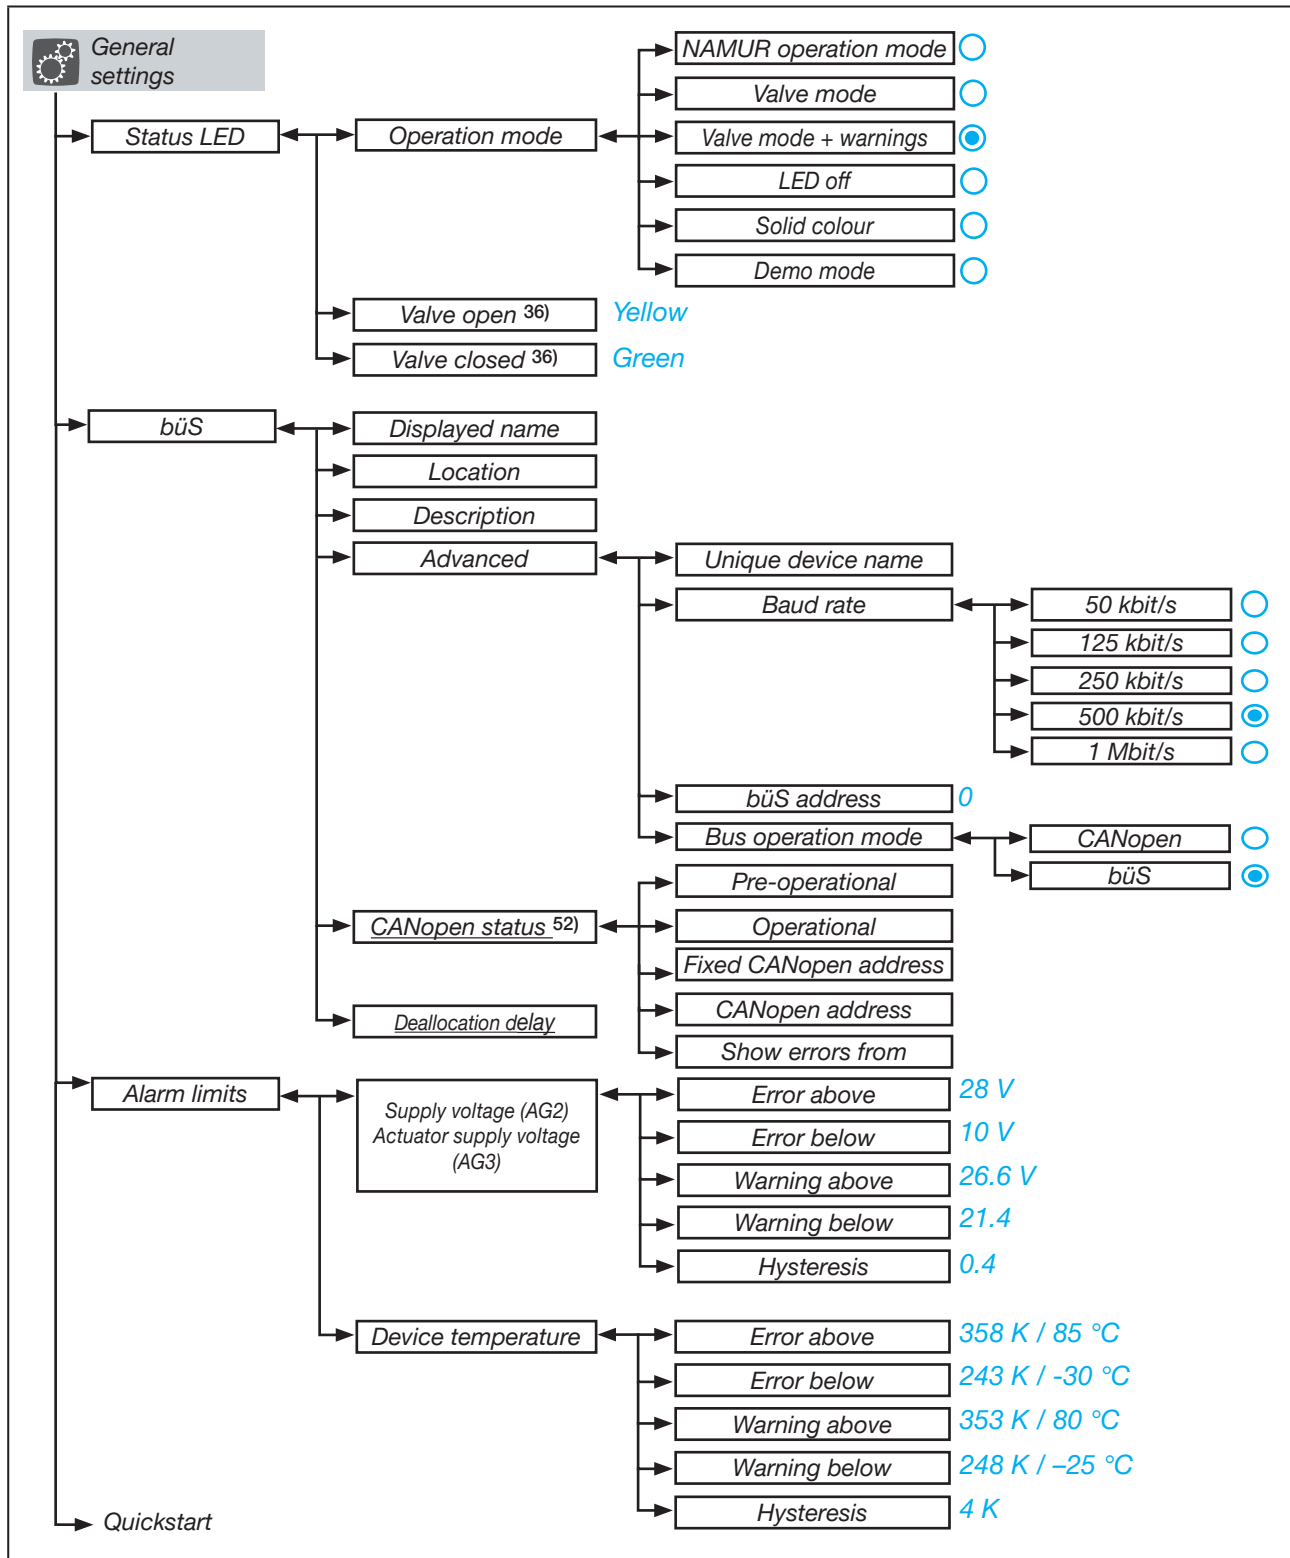 General
settings
Status LED
Operation mode
NAMUR operation mode
Valve mode
Valve mode + warnings
LED off
Solid colour
Demo mode
Valve open 36) Yellow
Valve closed 36) Green
büS
Displayed name
Location
Description
Advanced
Unique device name
Baud rate
50 kbit/s
125 kbit/s
250 kbit/s
500 kbit/s
1 Mbit/s
büS address 0
Bus operation mode
CANopen
büS
CANopen status 52)
Pre-operational
Operational
Fixed CANopen address
CANopen address
Show errors from
Deallocation delay
Alarm limits
Supply voltage (AG2)
Actuator supply voltage
(AG3)
Error above 28 V
Error below 10 V
Warning above 26.6 V
Warning below 21.4
Hysteresis 0.4
Device temperature
Error above 358 K / 85 °C
Error below 243 K / -30 °C
Warning above 353 K / 80 °C
Warning below 248 K / –25 °C
Hysteresis 4 K
Quickstart